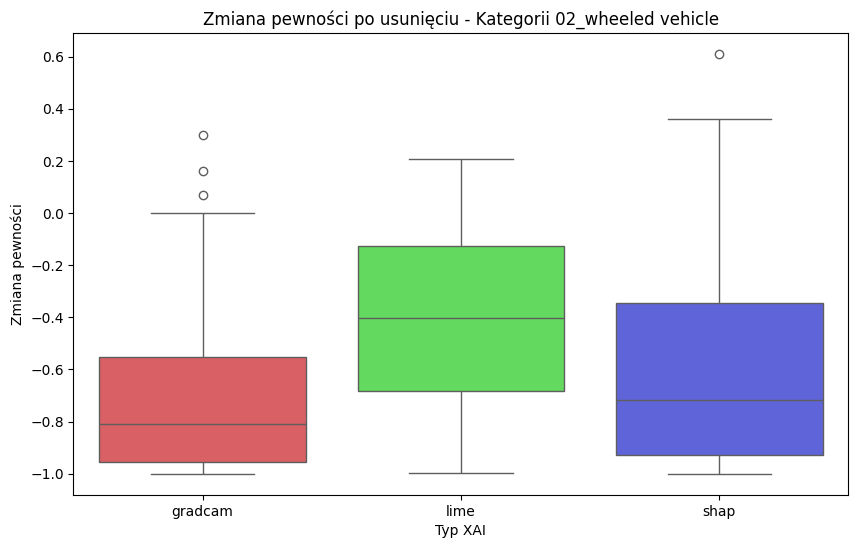 Zmiana pewności po usunięciu - Kategorii 02_wheeled vehicle
Zmiana pewności
0.6
0.4
0.2
0.0
−0.2
−0.4
−0.6
−0.8
−1.0
gradcam lime shap
Typ XAI